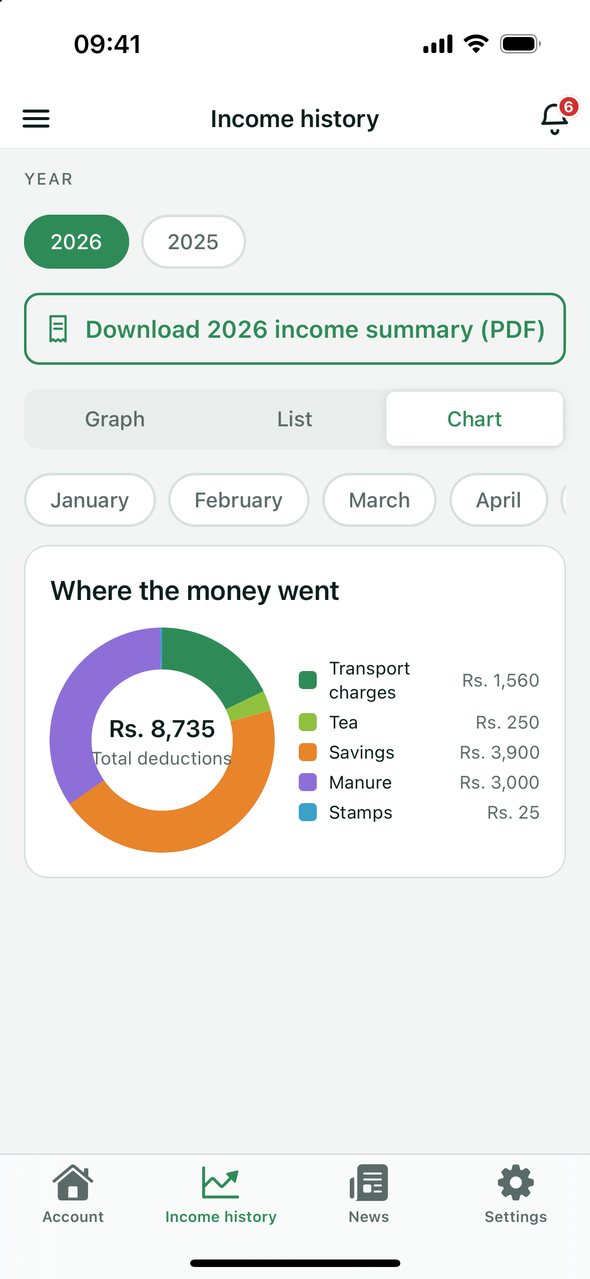 09:41
Income history
6
YEAR
2026
2025
Download 2026 income summary (PDF)
Graph
List
Chart
January
February
March
April
Where the money went
Rs. 8,735
Total deductions
Transport
charges
Rs. 1,560
Tea
Rs. 250
Savings
Rs. 3,900
Manure
Rs. 3,000
Stamps
Rs. 25
Account
Income history
News
Settings